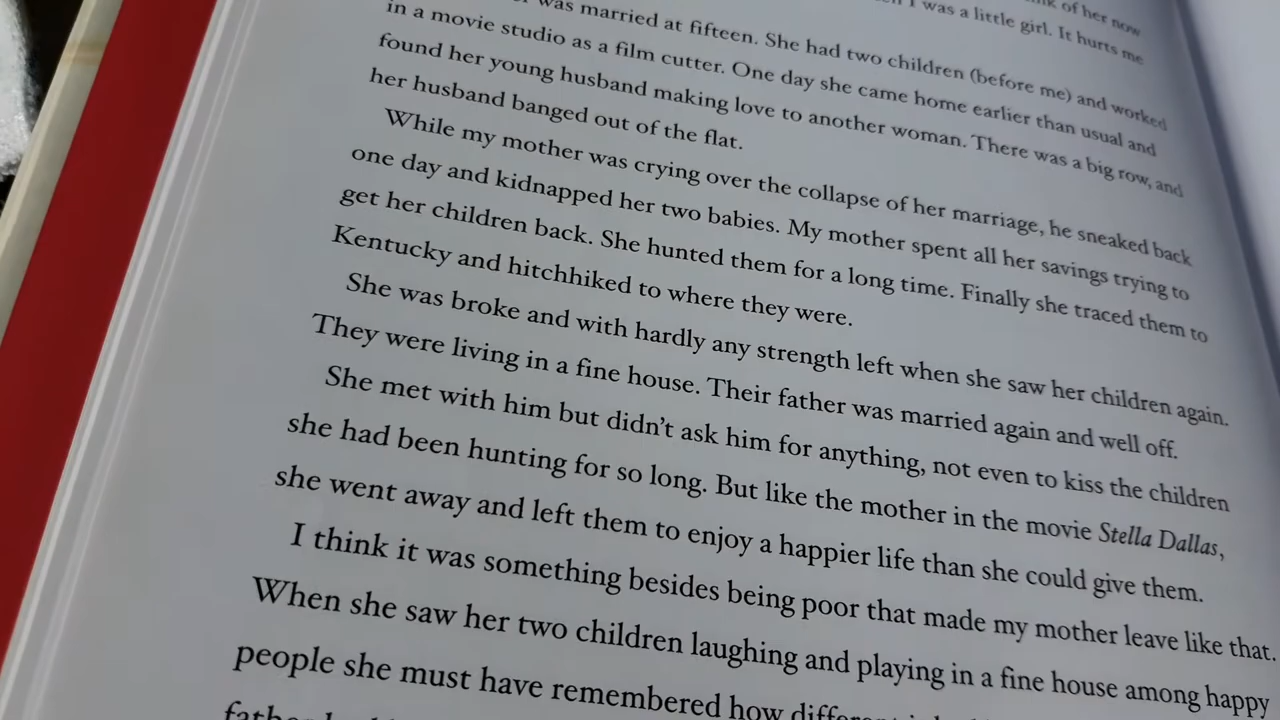 of her now
I was a little girl. It hurts me
was married at fifteen. She had two children (before me) and worked
in a movie studio as a film cutter. One day she came home earlier than usual and
found her young husband making love to another woman. There was a big row, and
her husband banged out of the flat.
While my mother was crying over the collapse of her marriage, he sneaked back
one day and kidnapped her two babies. My mother spent all her savings trying to
get her children back. She hunted them for a long time. Finally she traced them to
Kentucky and hitchhiked to where they were.
She was broke and with hardly any strength left when she saw her children again.
They were living in a fine house. Their father was married again and well off.
She met with him but didn't ask him for anything, not even to kiss the children
she had been hunting for so long. But like the mother in the movie Stella Dallas,
she went away and left them to enjoy a happier life than she could give them.
I think it was something besides being poor that made my mother leave like that.
When she saw her two children laughing and playing in a fine house among happy
people she must have remembered how